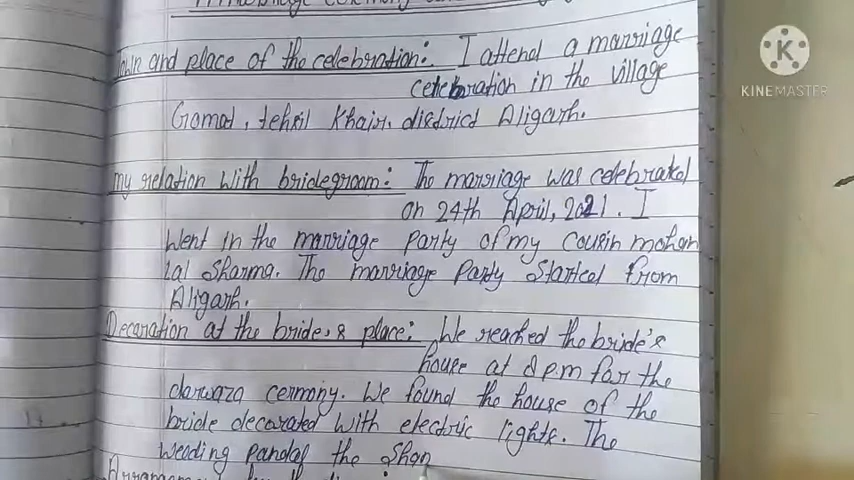 and place of the celebration: I attend a marriage
celebration in the village
Gomat, tehsil Khair, district Aligarh.
my relation with bridegroom: The marriage was celebrated
on 24th April, 2021. I
went in the marriage party of my cousin mohan
lal Sharma. The marriage Party Started from
Aligarh.
Decoration at the bride,s place: We reached the bride's
house at 8 P.m for the
darwaza cermony. We found the house of the
bride decorated with electric lights. The
weading pandal the Shan
K
KINEMASTER